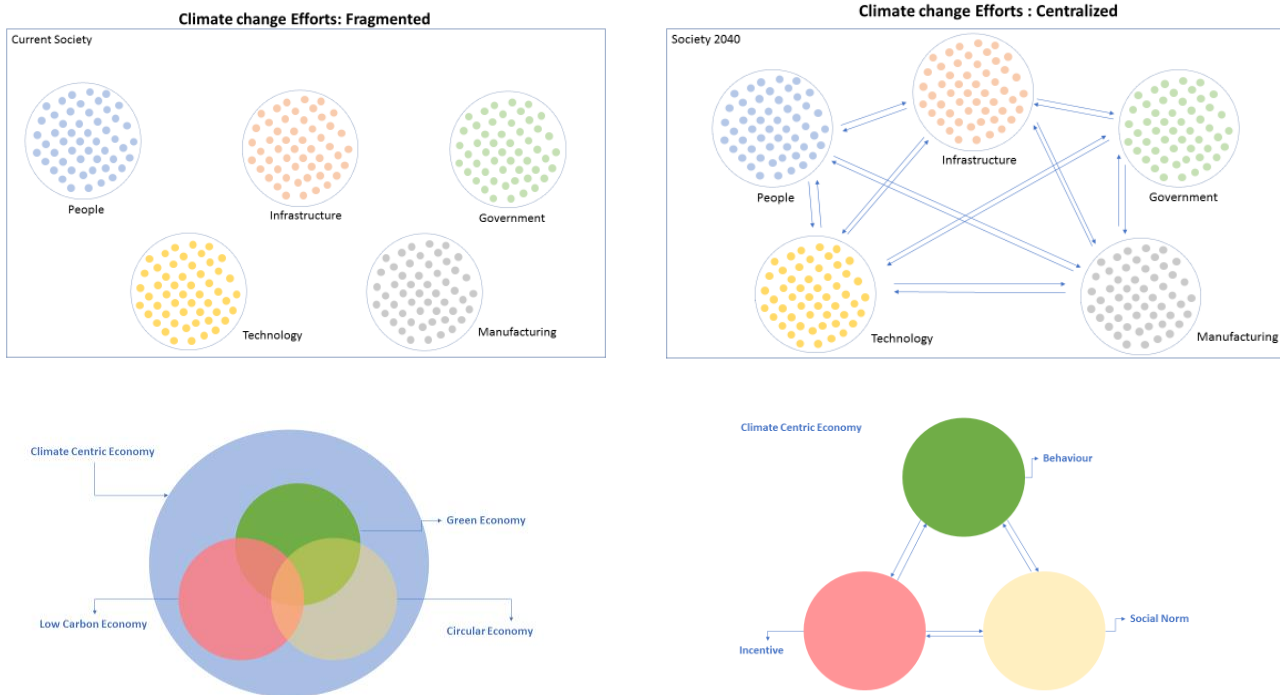 Climate change Efforts: Fragmented
Current Society
People
Infrastructure
Government
Technology
Manufacturing
Climate change Efforts : Centralized
Society 2040
Infrastructure
People
Government
Technology
Manufacturing
Climate Centric Economy
Green Economy
Low Carbon Economy
Circular Economy
Climate Centric Economy
Behaviour
Social Norm
Incentive